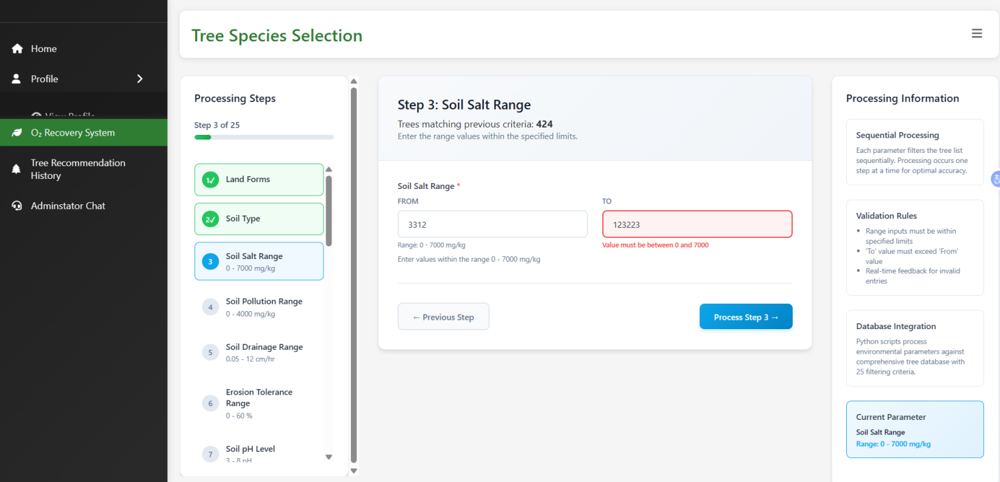 Home
Profile
View Profile
O₂ Recovery System
Tree Recommendation
History
Adminstator Chat
Tree Species Selection
Processing Steps
Step 3 of 25
1✓ Land Forms
2✓ Soil Type
3 Soil Salt Range
0 - 7000 mg/kg
4 Soil Pollution Range
0 - 4000 mg/kg
5 Soil Drainage Range
0.05 - 12 cm/hr
6 Erosion Tolerance
Range
0 - 60 %
7 Soil pH Level
3 - 8 pH
Step 3: Soil Salt Range
Trees matching previous criteria: 424
Enter the range values within the specified limits.
Soil Salt Range *
FROM TO
3312 123223
Range: 0 - 7000 mg/kg Value must be between 0 and 7000
Enter values within the range 0 - 7000 mg/kg
← Previous Step Process Step 3 →
Processing Information
Sequential Processing
Each parameter filters the tree list
sequentially. Processing occurs one
step at a time for optimal accuracy.
Validation Rules
• Range inputs must be within
specified limits
• 'To' value must exceed 'From'
value
• Real-time feedback for invalid
entries
Database Integration
Python scripts process
environmental parameters against
comprehensive tree database with
25 filtering criteria.
Current Parameter
Soil Salt Range
Range: 0 - 7000 mg/kg